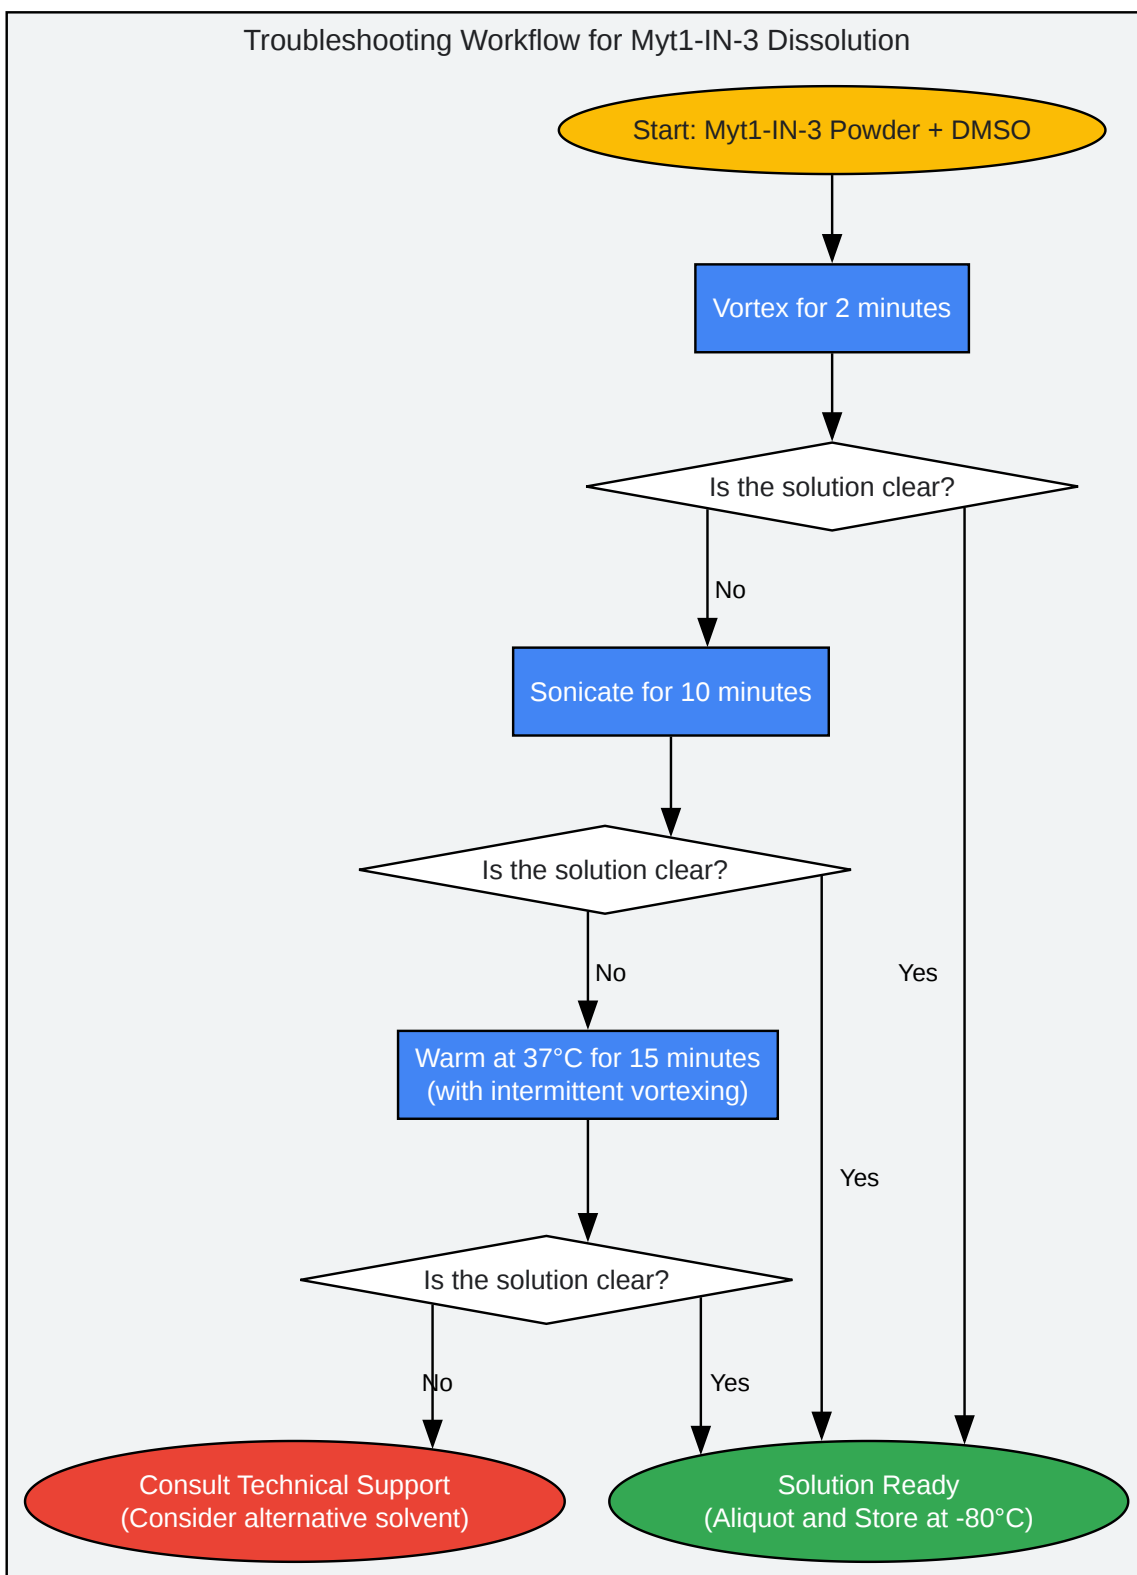 Troubleshooting Workflow for Myt1-IN-3 Dissolution
Start: Myt1-IN-3 Powder + DMSO
Vortex for 2 minutes
Is the solution clear?
No
Sonicate for 10 minutes
Is the solution clear?
No
Yes
Warm at 37°C for 15 minutes
(with intermittent vortexing)
Yes
Is the solution clear?
No
Yes
Consult Technical Support
(Consider alternative solvent)
Solution Ready
(Aliquot and Store at -80°C)